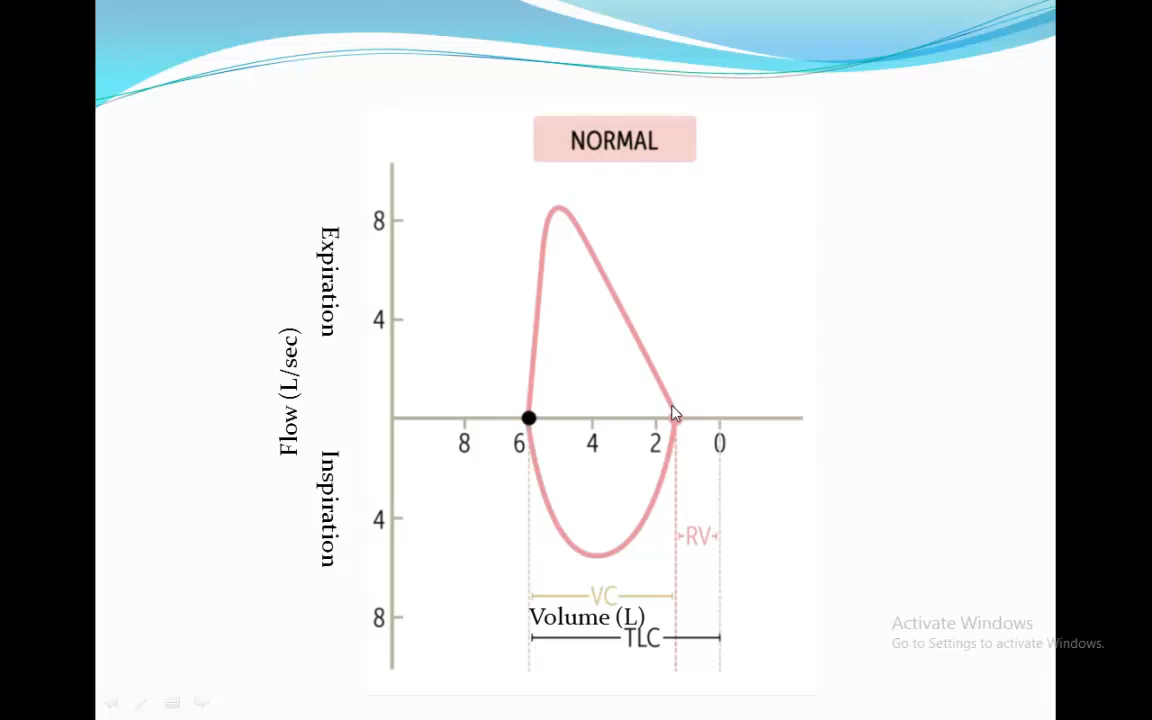 NORMAL
8
Expiration
4
Flow (L/sec)
8 6 4 2 0
Inspiration
4
RV
VC
8
Volume (L)
TLC
Activate Windows
Go to Settings to activate Windows.